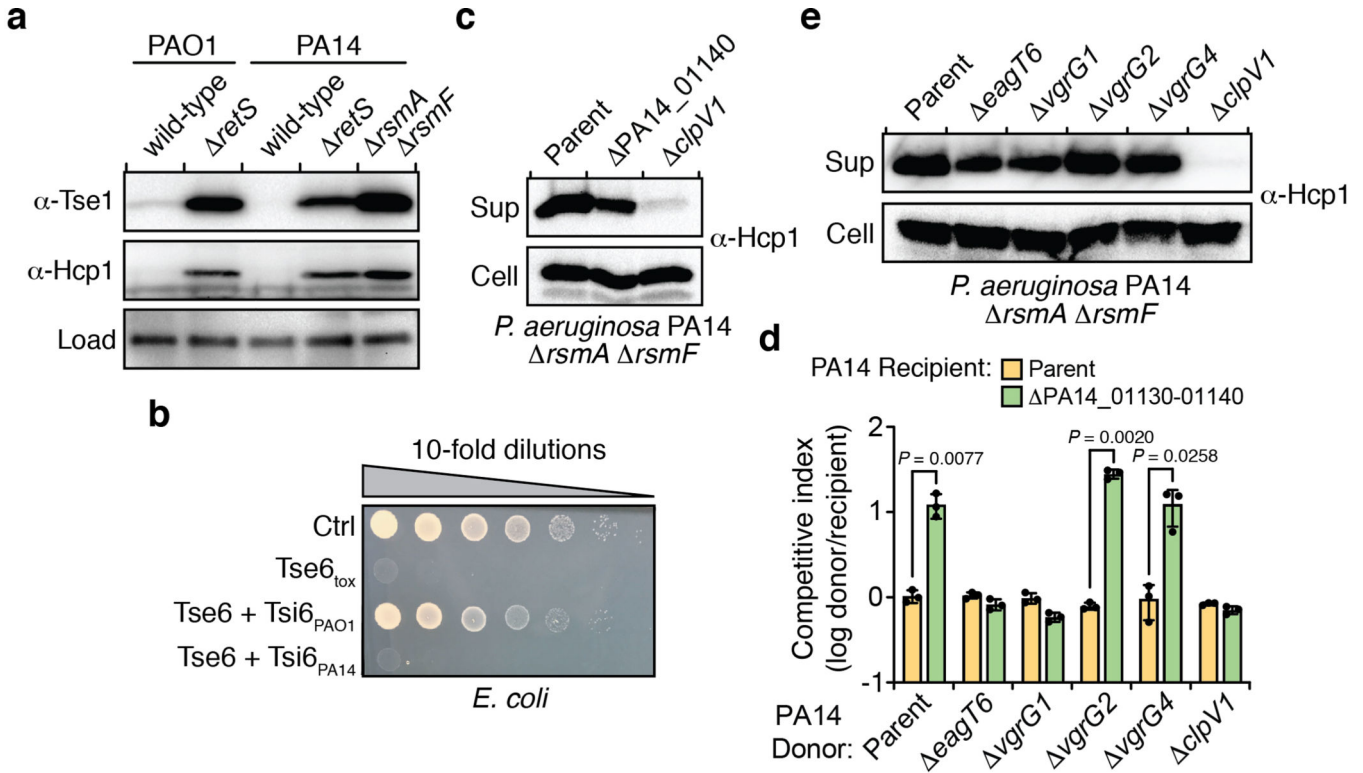 a
PAO1
PA14
wild-type
ΔretS
wild-type
ΔretS
ΔrsmA
ΔrsmF
α-Tse1
α-Hcp1
Load
b
10-fold dilutions
Ctrl
Tse6tox
Tse6 + Tsi6PAO1
Tse6 + Tsi6PA14
E. coli
c
Parent
ΔPA14_01140
ΔclpV1
Sup
Cell
α-Hcp1
P. aeruginosa PA14
ΔrsmA ΔrsmF
e
Parent
ΔeagT6
ΔvgrG1
ΔvgrG2
ΔvgrG4
ΔclpV1
Sup
Cell
α-Hcp1
P. aeruginosa PA14
ΔrsmA ΔrsmF
d
PA14 Recipient:
Parent
ΔPA14_01130-01140
Competitive index
(log donor/recipient)
2
1
0
-1
P = 0.0077
P = 0.0020
P = 0.0258
PA14
Donor:
Parent
ΔeagT6
ΔvgrG1
ΔvgrG2
ΔvgrG4
ΔclpV1